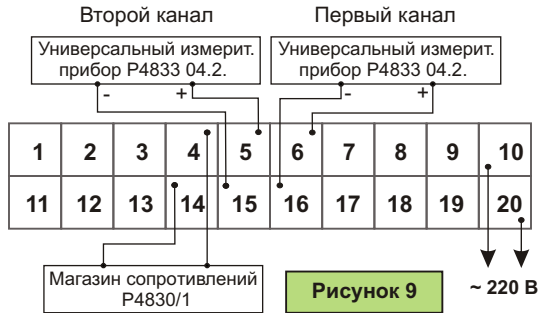 Второй канал Первый канал
Универсальный измерит. Универсальный измерит.
прибор Р4833 04.2. прибор Р4833 04.2.
- + - +
1 2 3 4 5 6 7 8 9 10
11 12 13 14 15 16 17 18 19 20
Магазин сопротивлений
Р4830/1
Рисунок 9
~ 220 В